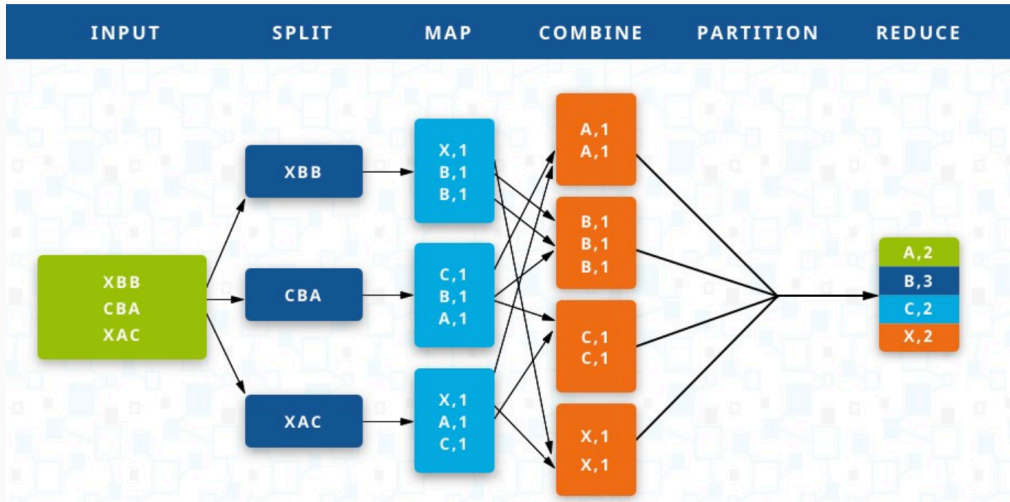 INPUT SPLIT MAP COMBINE PARTITION REDUCE
XBB
CBA
XAC
XBB
CBA
XAC
X,1
B,1
B,1
C,1
B,1
A,1
X,1
A,1
C,1
A,1
A,1
B,1
B,1
B,1
C,1
C,1
X,1
X,1
A,2
B,3
C,2
X,2